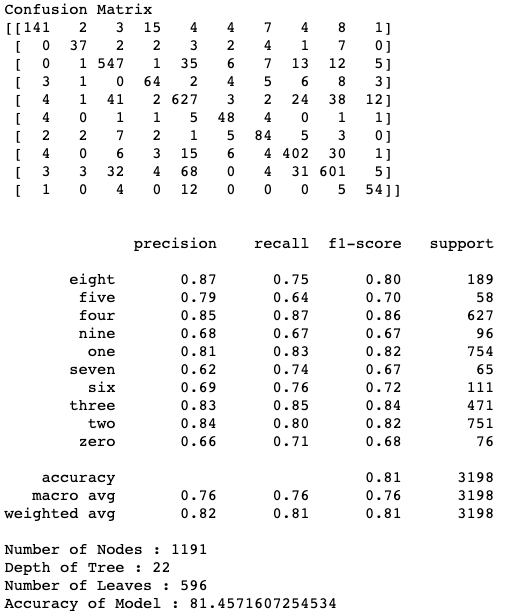 Confusion Matrix
[[141 2 3 15 4 4 7 4 8 1]
[ 0 37 2 2 3 2 4 1 7 0]
[ 0 1 547 1 35 6 7 13 12 5]
[ 3 1 0 64 2 4 5 6 8 3]
[ 4 1 41 2 627 3 2 24 38 12]
[ 4 0 1 1 5 48 4 0 1 1]
[ 2 2 7 2 1 5 84 5 3 0]
[ 4 0 6 3 15 6 4 402 30 1]
[ 3 3 32 4 68 0 4 31 601 5]
[ 1 0 4 0 12 0 0 0 5 54]]
precision recall f1-score support
eight 0.87 0.75 0.80 189
five 0.79 0.64 0.70 58
four 0.85 0.87 0.86 627
nine 0.68 0.67 0.67 96
one 0.81 0.83 0.82 754
seven 0.62 0.74 0.67 65
six 0.69 0.76 0.72 111
three 0.83 0.85 0.84 471
two 0.84 0.80 0.82 751
zero 0.66 0.71 0.68 76
accuracy 0.81 3198
macro avg 0.76 0.76 0.76 3198
weighted avg 0.82 0.81 0.81 3198
Number of Nodes : 1191
Depth of Tree : 22
Number of Leaves : 596
Accuracy of Model : 81.4571607254534